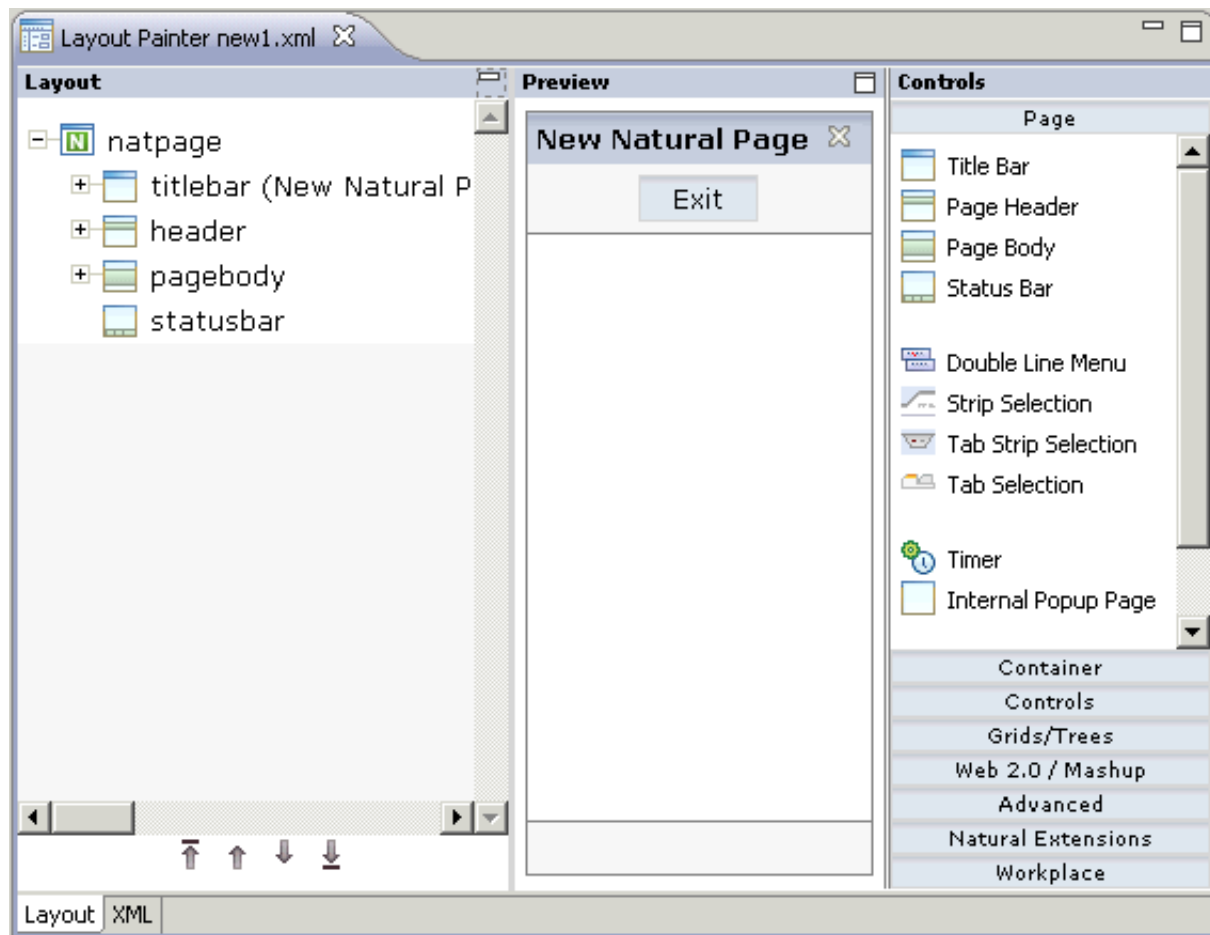 Layout Painter new1.xml
Layout
Preview
Controls
natpage
titlebar (New Natural P
header
pagebody
statusbar
New Natural Page
Exit
Page
Title Bar
Page Header
Page Body
Status Bar
Double Line Menu
Strip Selection
Tab Strip Selection
Tab Selection
Timer
Internal Popup Page
Container
Controls
Grids/Trees
Web 2.0 / Mashup
Advanced
Natural Extensions
Workplace
Layout
XML